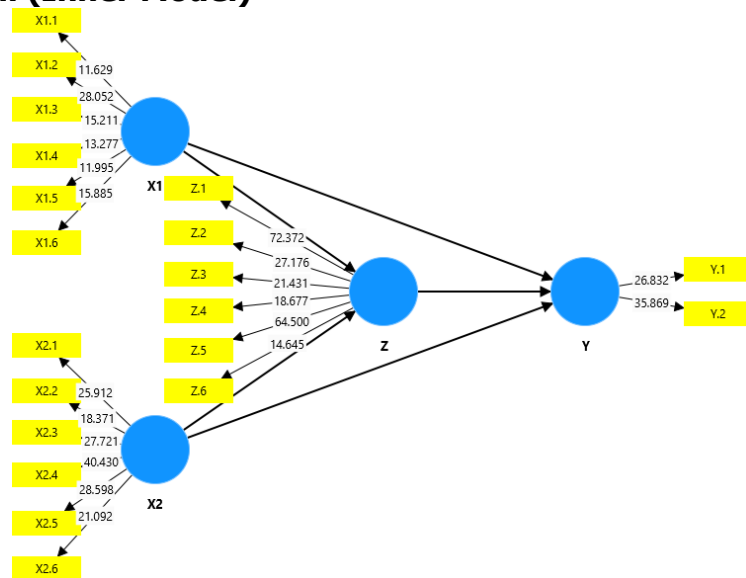 (Inner Model)
X1.1
X1.2
X1.3
X1.4
X1.5
X1.6
11.629
28.052
15.211
13.277
11.995
15.885
X1
Z.1
Z.2
Z.3
Z.4
Z.5
Z.6
72.372
27.176
21.431
18.677
64.500
14.645
Z
Y
26.832
35.869
Y.1
Y.2
X2.1
X2.2
X2.3
X2.4
X2.5
X2.6
25.912
18.371
27.721
40.430
28.598
21.092
X2